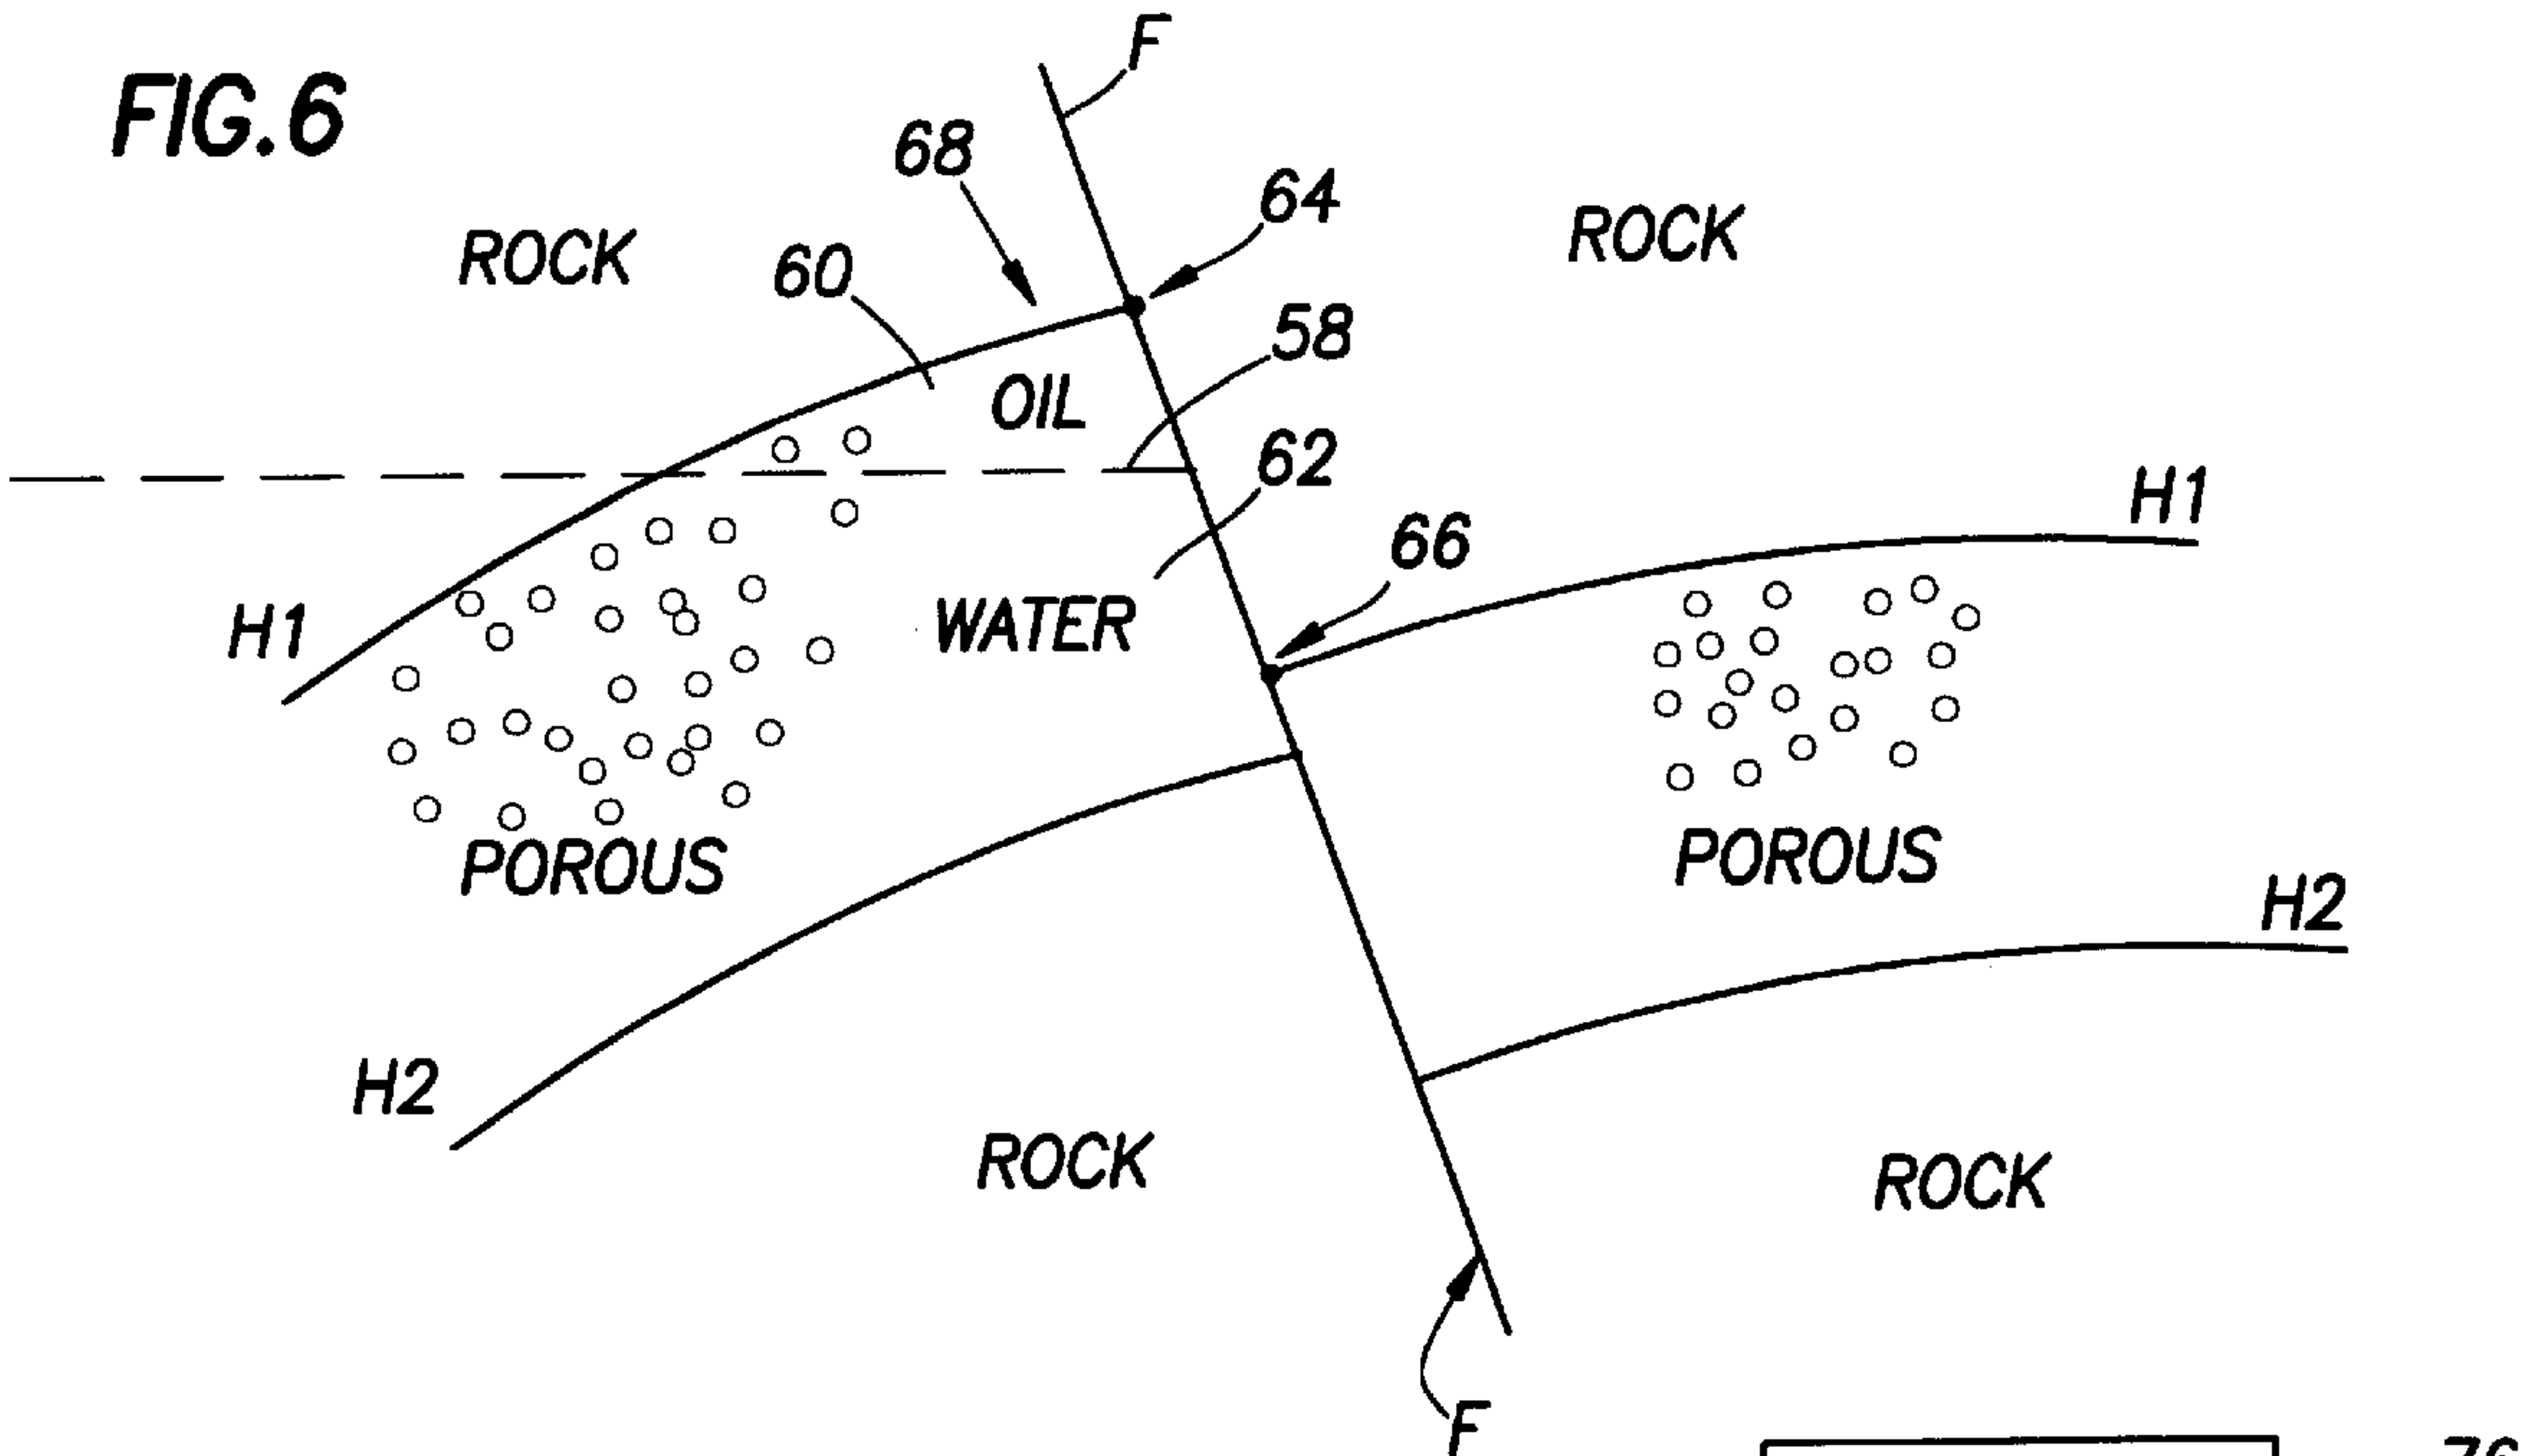 F
FIG.6
68
64
ROCK
ROCK
60
58
OIL
62
H1
66
H1
WATER
POROUS
POROUS
H2
H2
ROCK
ROCK
F